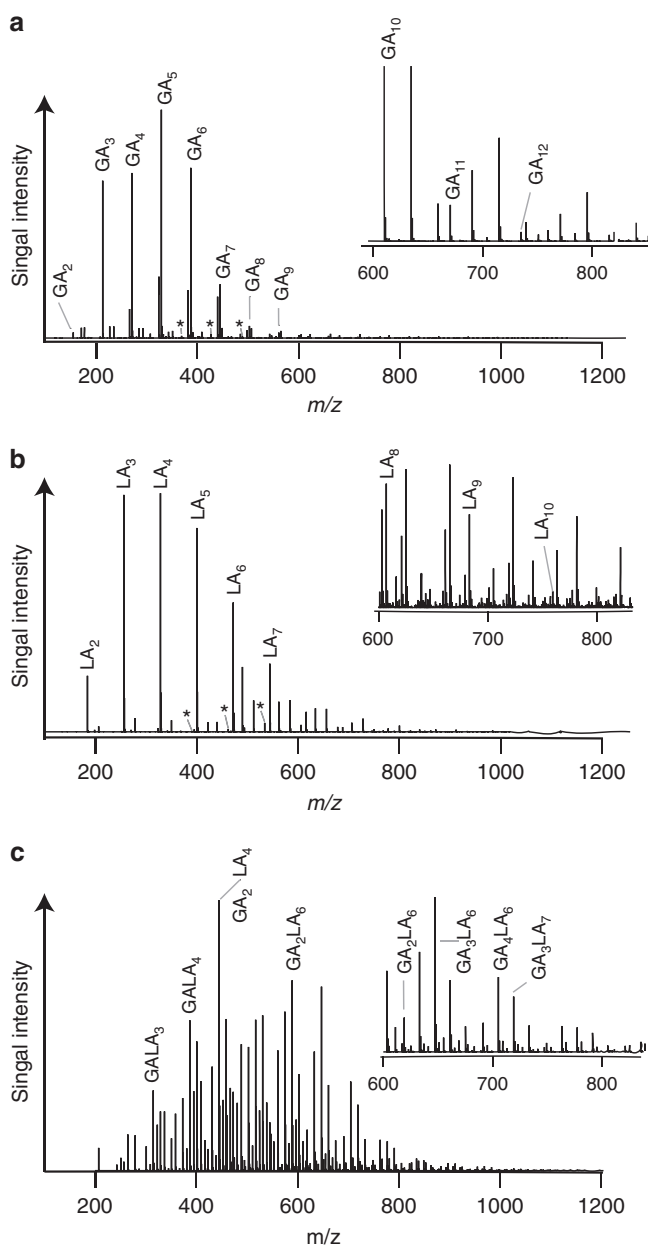 a
Singal intensity
GA2
GA3
GA4
GA5
GA6
GA7
GA8
GA9
*
*
*
200 400 600 800 1000 1200
m/z
GA10
GA11
GA12
600 700 800
b
Singal intensity
LA2
LA3
LA4
LA5
LA6
LA7
*
*
*
200 400 600 800 1000 1200
m/z
LA8
LA9
LA10
600 700 800
c
Singal intensity
GALA3
GALA4
LA4
GA2
GA2LA6
200 400 600 800 1000 1200
m/z
GA2LA6
GA3LA6
GA4LA6
GA3LA7
600 700 800